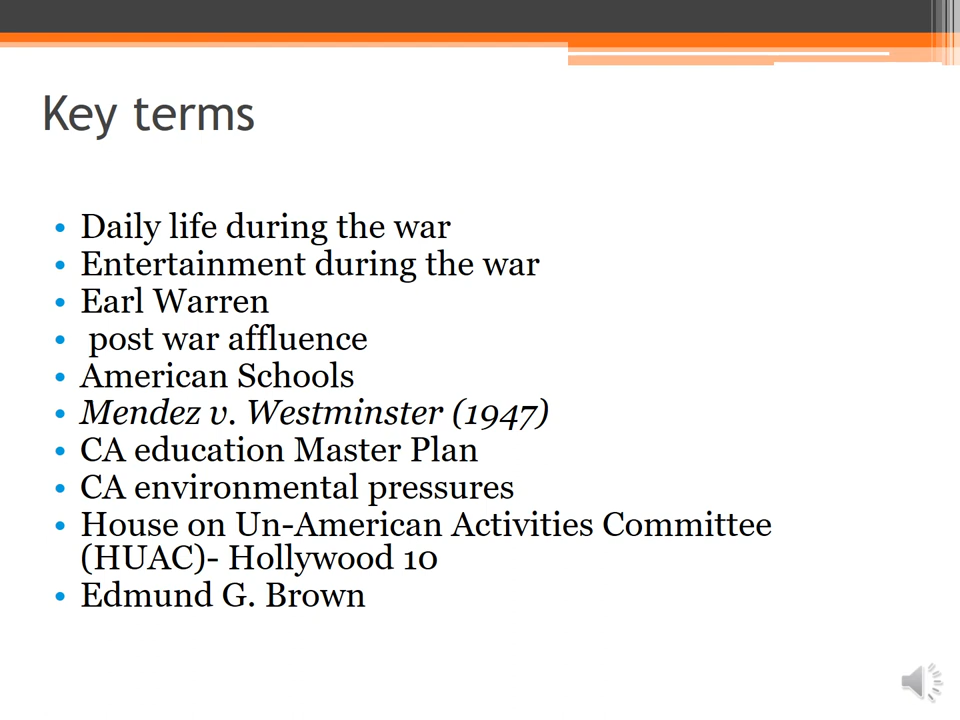 Key terms
• Daily life during the war
• Entertainment during the war
• Earl Warren
• post war affluence
• American Schools
• Mendez v. Westminster (1947)
• CA education Master Plan
• CA environmental pressures
• House on Un-American Activities Committee
(HUAC)- Hollywood 10
• Edmund G. Brown